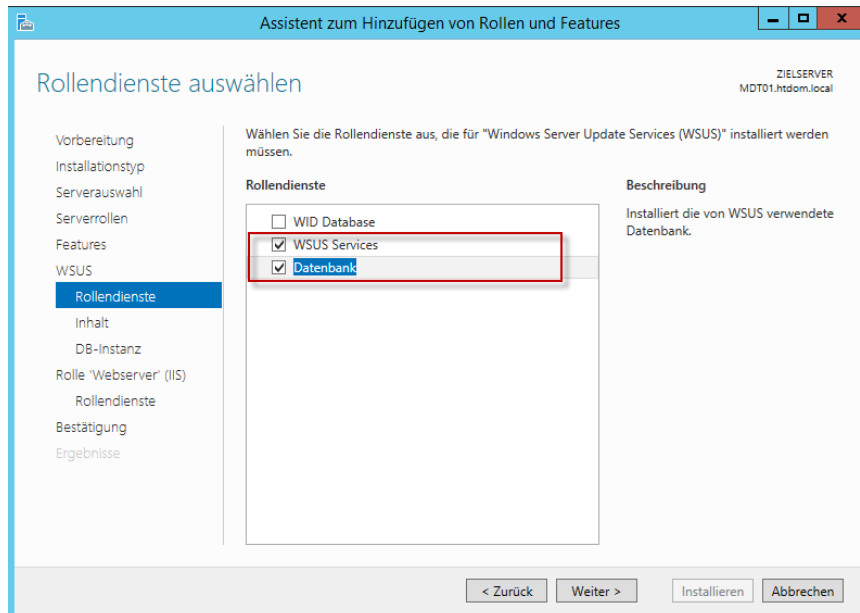 Assistent zum Hinzufügen von Rollen und Features
Rollendienste auswählen
ZIELSERVER
MDT01.htdom.local
Vorbereitung
Installationstyp
Serverauswahl
Serverrollen
Features
WSUS
Rollendienste
Inhalt
DB-Instanz
Rolle 'Webserver' (IIS)
Rollendienste
Bestätigung
Ergebnisse
Wählen Sie die Rollendienste aus, die für "Windows Server Update Services (WSUS)" installiert werden
müssen.
Rollendienste
WID Database
WSUS Services
Datenbank
Beschreibung
Installiert die von WSUS verwendete
Datenbank.
< Zurück
Weiter >
Installieren
Abbrechen